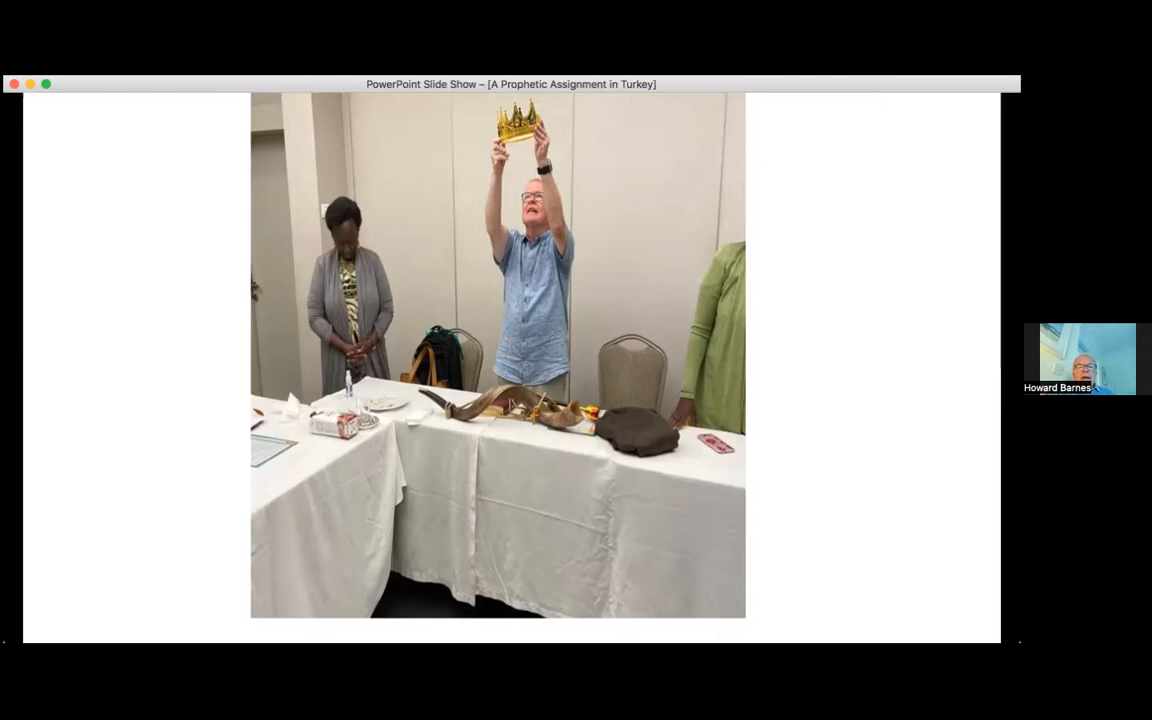 PowerPoint Slide Show – [A Prophetic Assignment in Turkey]
Howard Barnes